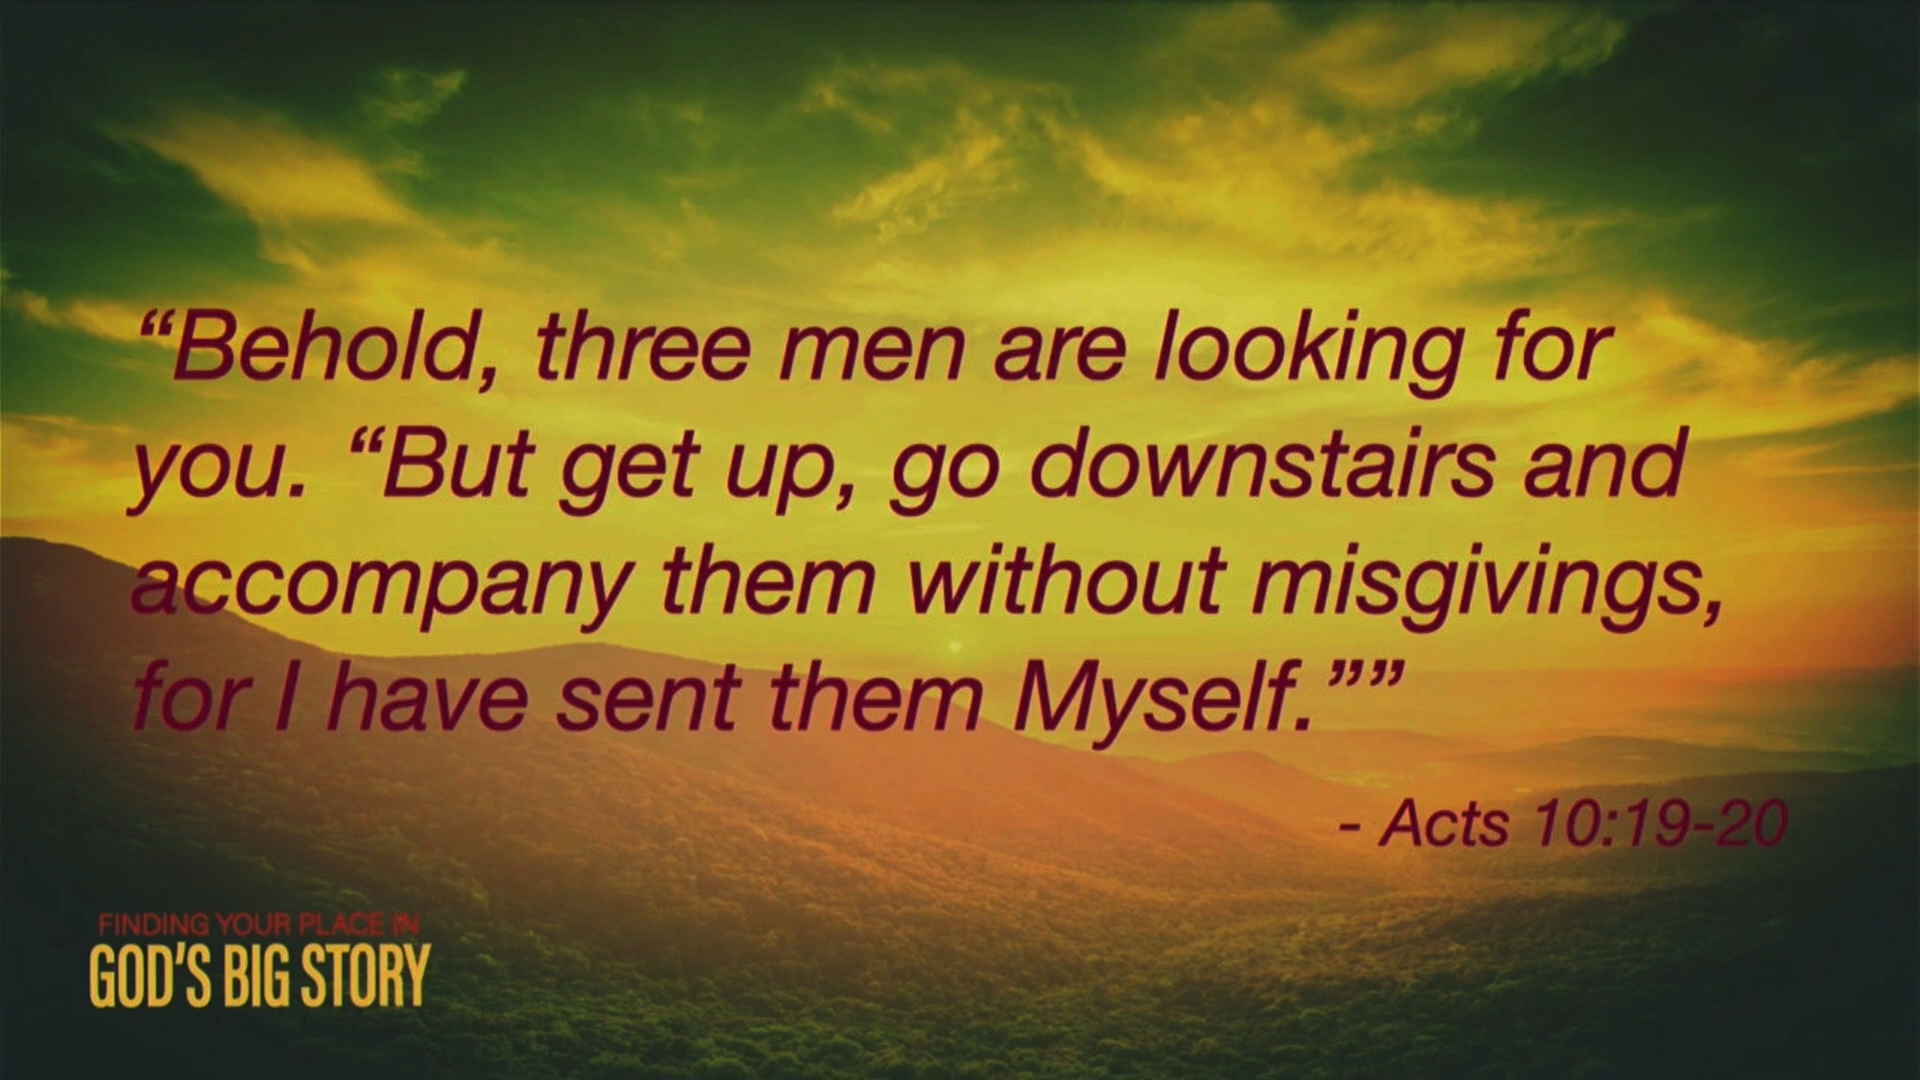 “Behold, three men are looking for
you. “But get up, go downstairs and
accompany them without misgivings,
for I have sent them Myself.””
- Acts 10:19-20
FINDING YOUR PLACE IN
GOD'S BIG STORY